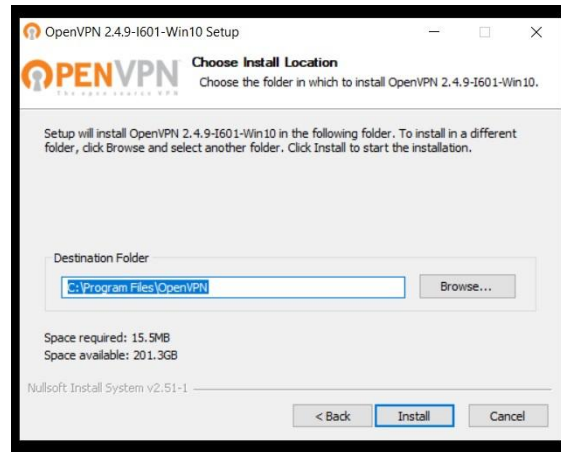 OpenVPN 2.4.9-I601-Win10 Setup
OPENVPN
The open source VPN
Choose Install Location
Choose the folder in which to install OpenVPN 2.4.9-I601-Win10.
Setup will install OpenVPN 2.4.9-I601-Win10 in the following folder. To install in a different
folder, click Browse and select another folder. Click Install to start the installation.
Destination Folder
C:\Program Files\OpenVPN
Browse...
Space required: 15.5MB
Space available: 201.3GB
Nullsoft Install System v2.51-1
< Back
Install
Cancel